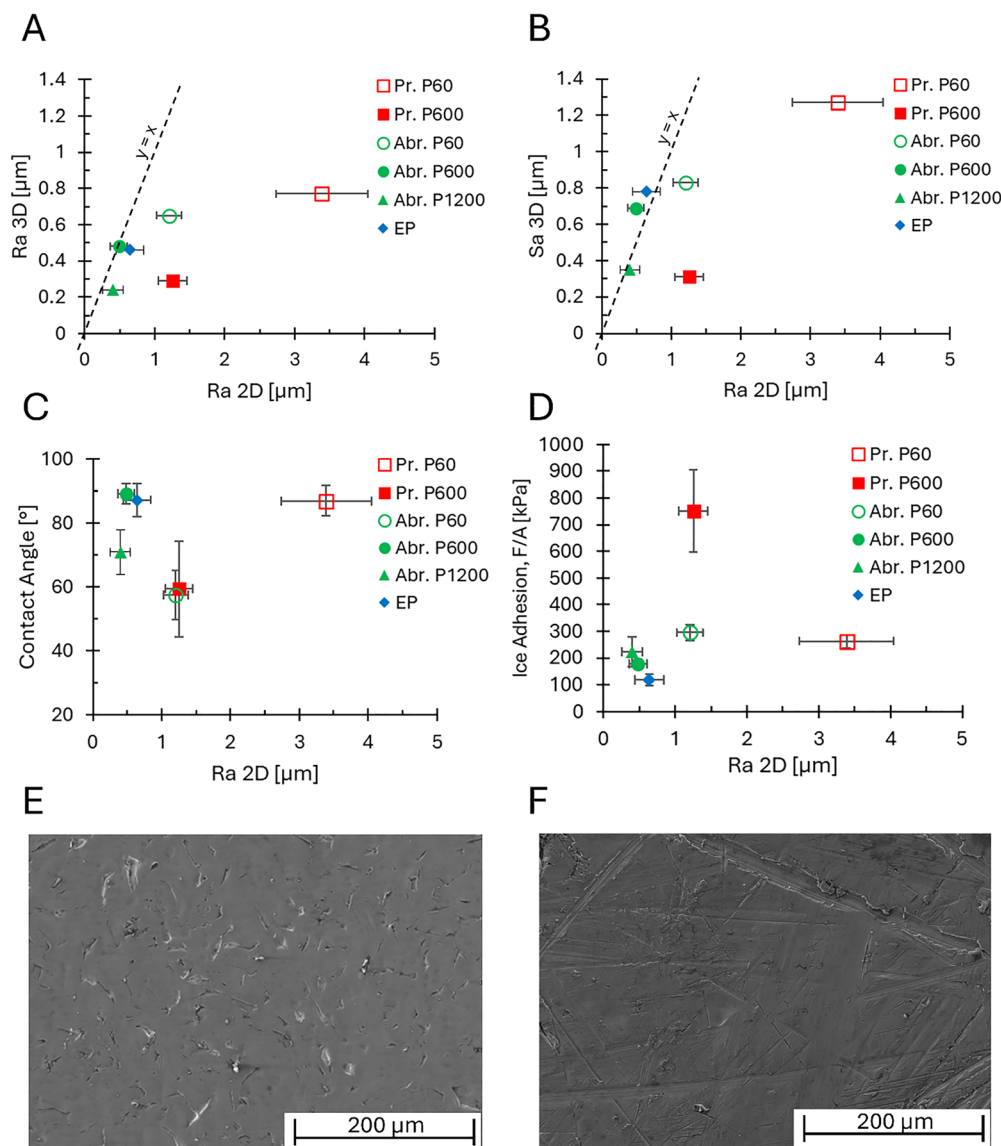 A
1.4
1.2
1
0.8
0.6
0.4
0.2
0
0 1 2 3 4 5
Ra 3D [µm]
Ra 2D [µm]
y = x
Pr. P60
Pr. P600
Abr. P60
Abr. P600
Abr. P1200
EP
B
1.4
1.2
1
0.8
0.6
0.4
0.2
0
0 1 2 3 4 5
Sa 3D [µm]
Ra 2D [µm]
y = x
Pr. P60
Pr. P600
Abr. P60
Abr. P600
Abr. P1200
EP
C
100
80
60
40
20
0 1 2 3 4 5
Contact Angle [°]
Ra 2D [µm]
Pr. P60
Pr. P600
Abr. P60
Abr. P600
Abr. P1200
EP
D
1000
900
800
700
600
500
400
300
200
100
0
0 1 2 3 4 5
Ice Adhesion, F/A [kPa]
Ra 2D [µm]
Pr. P60
Pr. P600
Abr. P60
Abr. P600
Abr. P1200
EP
E
200 µm
F
200 µm